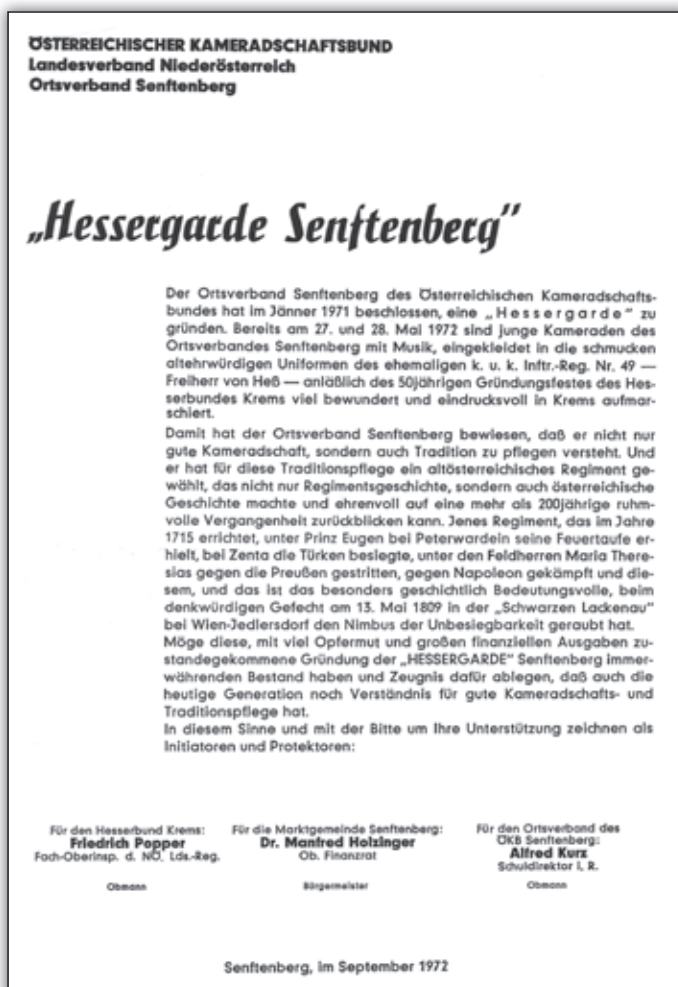 ÖSTERREICHISCHER KAMERADSCHAFTSBUND
Landesverband Niederösterreich
Ortsverband Senftenberg
„Hessergarde Senftenberg"
Der Ortsverband Senftenberg des Österreichischen Kameradschafts-
bundes hat im Jänner 1971 beschlossen, eine „Hessergarde" zu
gründen. Bereits am 27. und 28. Mai 1972 sind junge Kameraden des
Ortsverbandes Senftenberg mit Musik, eingekleidet in die schmucken
altehrwürdigen Uniformen des ehemaligen k. u. k. Inftr.-Reg. Nr. 49 —
Freiherr von Heß — anläßlich des 50jährigen Gründungsfestes des Hes-
serbundes Krems viel bewundert und eindrucksvoll in Krems aufmar-
schiert.
Damit hat der Ortsverband Senftenberg bewiesen, daß er nicht nur
gute Kameradschaft, sondern auch Tradition zu pflegen versteht. Und
er hat für diese Traditionspflege ein altösterreichisches Regiment ge-
wählt, das nicht nur Regimentsgeschichte, sondern auch österreichische
Geschichte machte und ehrenvoll auf eine mehr als 200jährige ruhm-
volle Vergangenheit zurückblicken kann. Jenes Regiment, das im Jahre
1715 errichtet, unter Prinz Eugen bei Peterwardein seine Feuertaufe er-
hielt, bei Zenta die Türken besiegte, unter den Feldherren Maria There-
sias gegen die Preußen gestritten, gegen Napoleon gekämpft und die-
sem, und das ist das besonders geschichtlich Bedeutungsvolle, beim
denkwürdigen Gefecht am 13. Mai 1809 in der „Schwarzen Lackenau"
bei Wien-Jedlersdorf den Nimbus der Unbesiegbarkeit geraubt hat.
Möge diese, mit viel Opfermut und großen finanziellen Ausgaben zu-
standegekommene Gründung der „HESSERGARDE" Senftenberg immer-
währenden Bestand haben und Zeugnis dafür ablegen, daß auch die
heutige Generation noch Verständnis für gute Kameradschafts- und
Traditionspflege hat.
In diesem Sinne und mit der Bitte um Ihre Unterstützung zeichnen als
Initiatoren und Protektoren:
Für den Hesserbund Krems:
Friedrich Popper
Fach-Oberinsp. d. NÖ. Lds.-Reg.
Obmann
Für die Marktgemeinde Senftenberg:
Dr. Manfred Holzinger
Ob. Finanzrat
Bürgermeister
Für den Ortsverband des
ÖKB Senftenberg:
Alfred Kurz
Schuldirektor i. R.
Obmann
Senftenberg, im September 1972